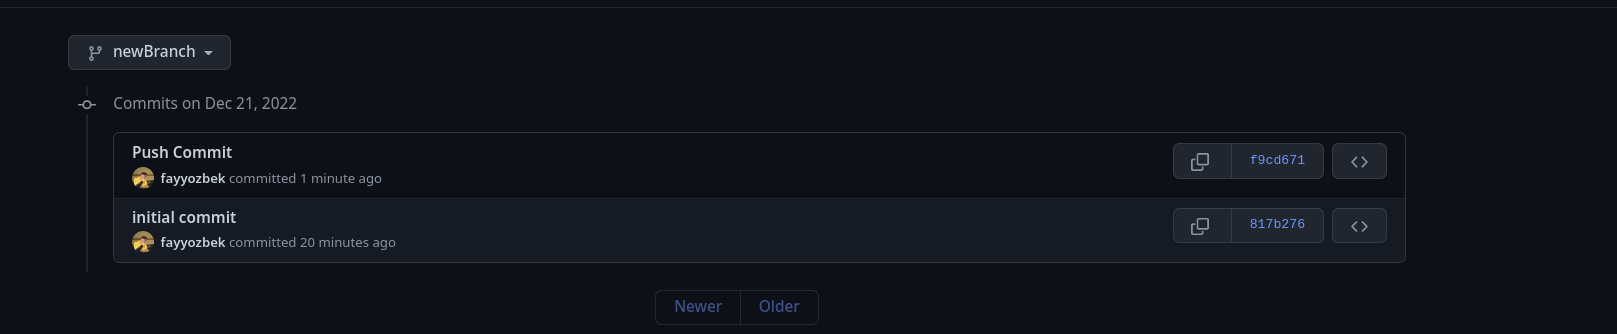 newBranch
Commits on Dec 21, 2022
Push Commit
f9cd671
fayyozbek committed 1 minute ago
initial commit
817b276
fayyozbek committed 20 minutes ago
Newer Older